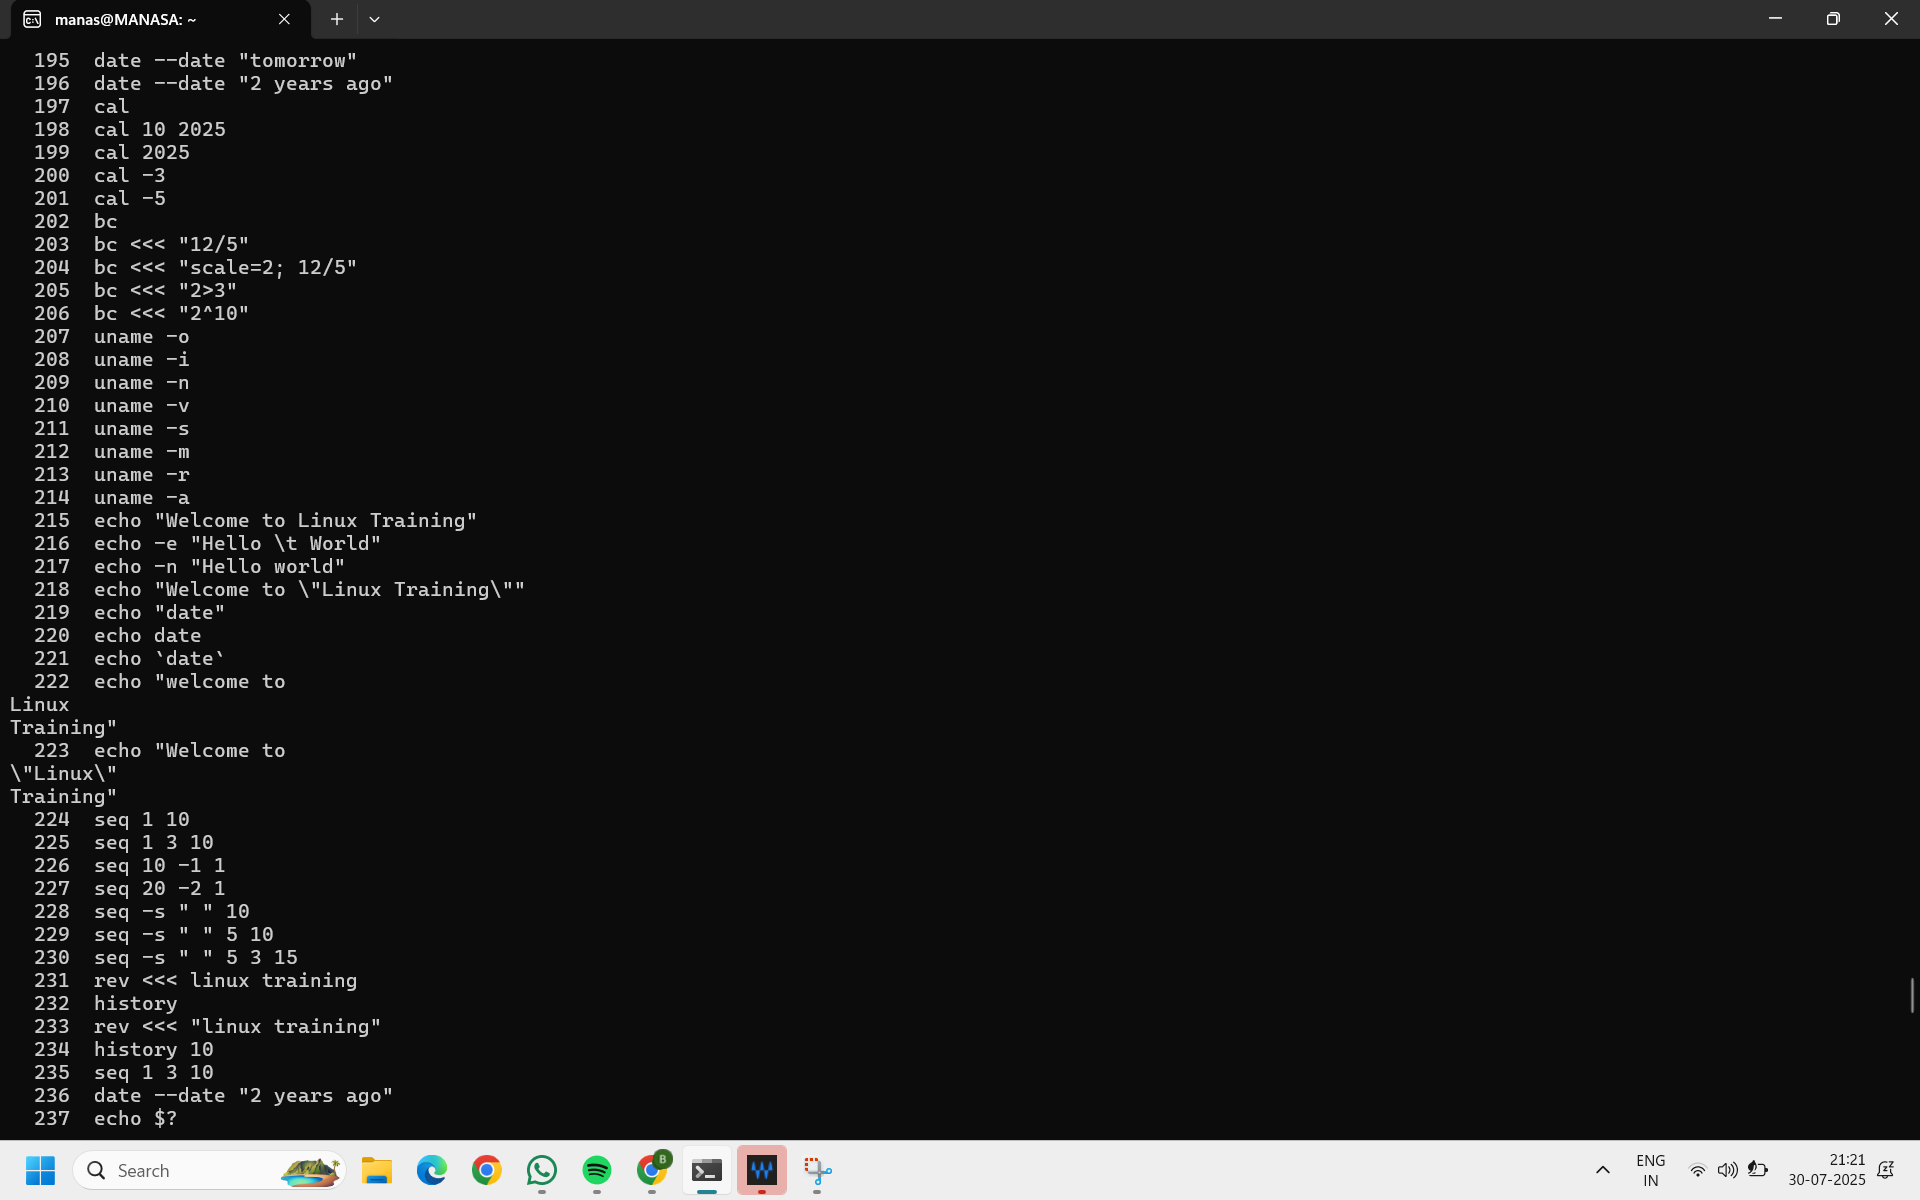 manas@MANASA: ~
195 date --date "tomorrow"
196 date --date "2 years ago"
197 cal
198 cal 10 2025
199 cal 2025
200 cal -3
201 cal -5
202 bc
203 bc <<< "12/5"
204 bc <<< "scale=2; 12/5"
205 bc <<< "2>3"
206 bc <<< "2^10"
207 uname -o
208 uname -i
209 uname -n
210 uname -v
211 uname -s
212 uname -m
213 uname -r
214 uname -a
215 echo "Welcome to Linux Training"
216 echo -e "Hello \t World"
217 echo -n "Hello world"
218 echo "Welcome to \"Linux Training\""
219 echo "date"
220 echo date
221 echo `date`
222 echo "welcome to
Linux
Training"
223 echo "Welcome to
\"Linux\"
Training"
224 seq 1 10
225 seq 1 3 10
226 seq 10 -1 1
227 seq 20 -2 1
228 seq -s " " 10
229 seq -s " " 5 10
230 seq -s " " 5 3 15
231 rev <<< linux training
232 history
233 rev <<< "linux training"
234 history 10
235 seq 1 3 10
236 date --date "2 years ago"
237 echo $?
Search
B
ENG
IN
21:21
30-07-2025